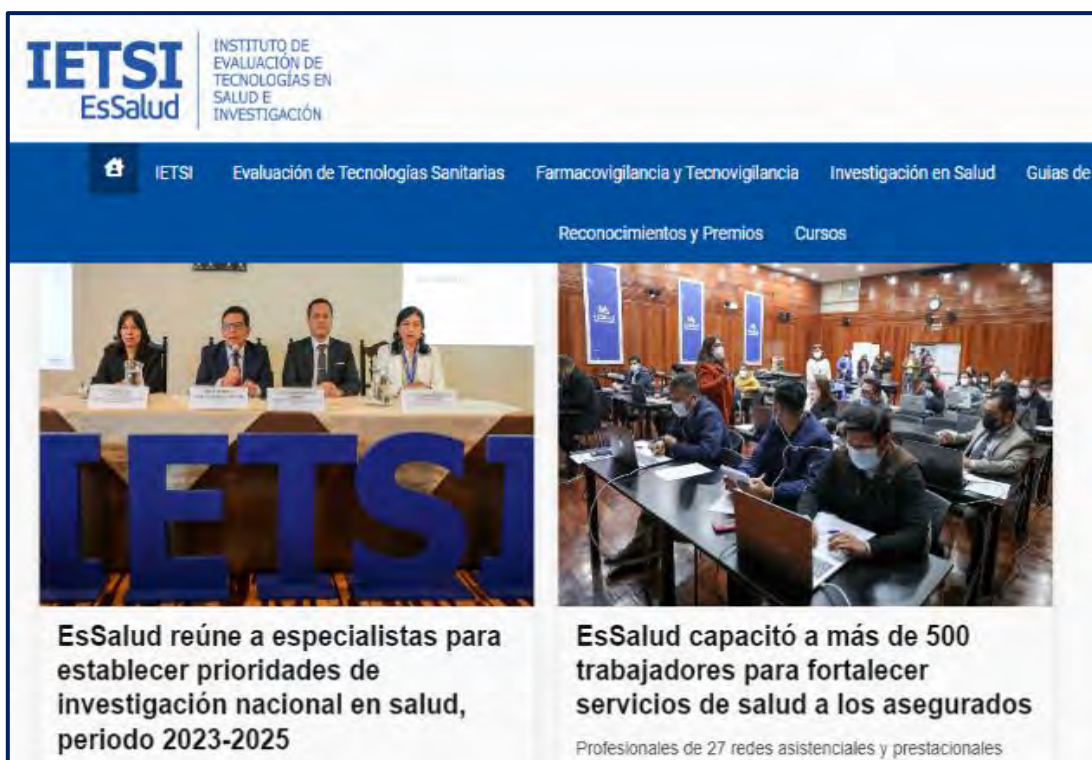 IETSI
EsSalud
INSTITUTO DE
EVALUACIÓN DE
TECNOLOGÍAS EN
SALUD E
INVESTIGACIÓN
IETSI Evaluación de Tecnologías Sanitarias Farmacovigilancia y Tecnovigilancia Investigación en Salud Guias de
Reconocimientos y Premios Cursos
IETSI
EsSalud reúne a especialistas para
establecer prioridades de
investigación nacional en salud,
periodo 2023-2025
EsSalud capacitó a más de 500
trabajadores para fortalecer
servicios de salud a los asegurados
Profesionales de 27 redes asistenciales y prestacionales